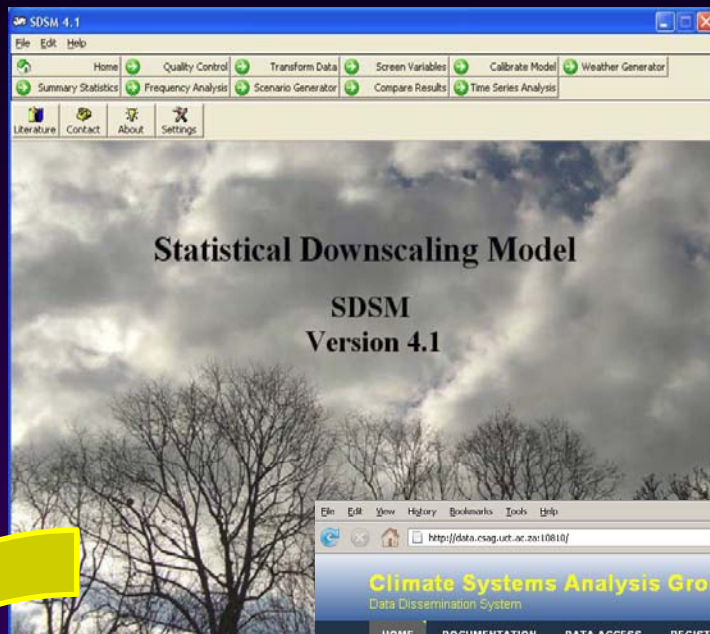 SDSM 4.1
File Edit Help
Home Quality Control Transform Data Screen Variables Calibrate Model Weather Generator
Summary Statistics Frequency Analysis Scenario Generator Compare Results Time Series Analysis
Literature Contact About Settings
Statistical Downscaling Model
SDSM
Version 4.1
File Edit View History Bookmarks Tools Help
http://data.csag.uct.ac.za:10810/
Climate Systems Analysis Gro
Data Dissemination System
HOME DOCUMENTATION DATA ACCESS REGIST